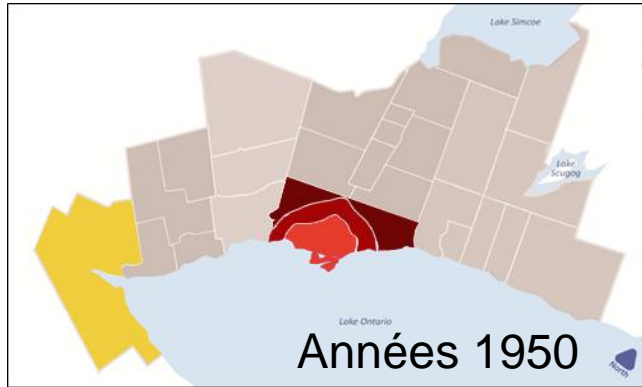 Lake Simcoe
Lake
Scugog
Lake Ontario
Années 1950
North